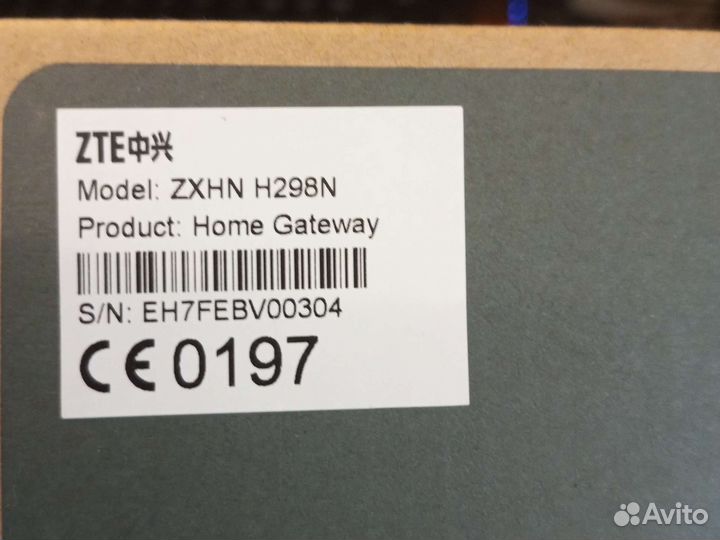 ZTE中兴
Model: ZXHN H298N
Product: Home Gateway
S/N: EH7FEBV00304
CE 0197
Avito